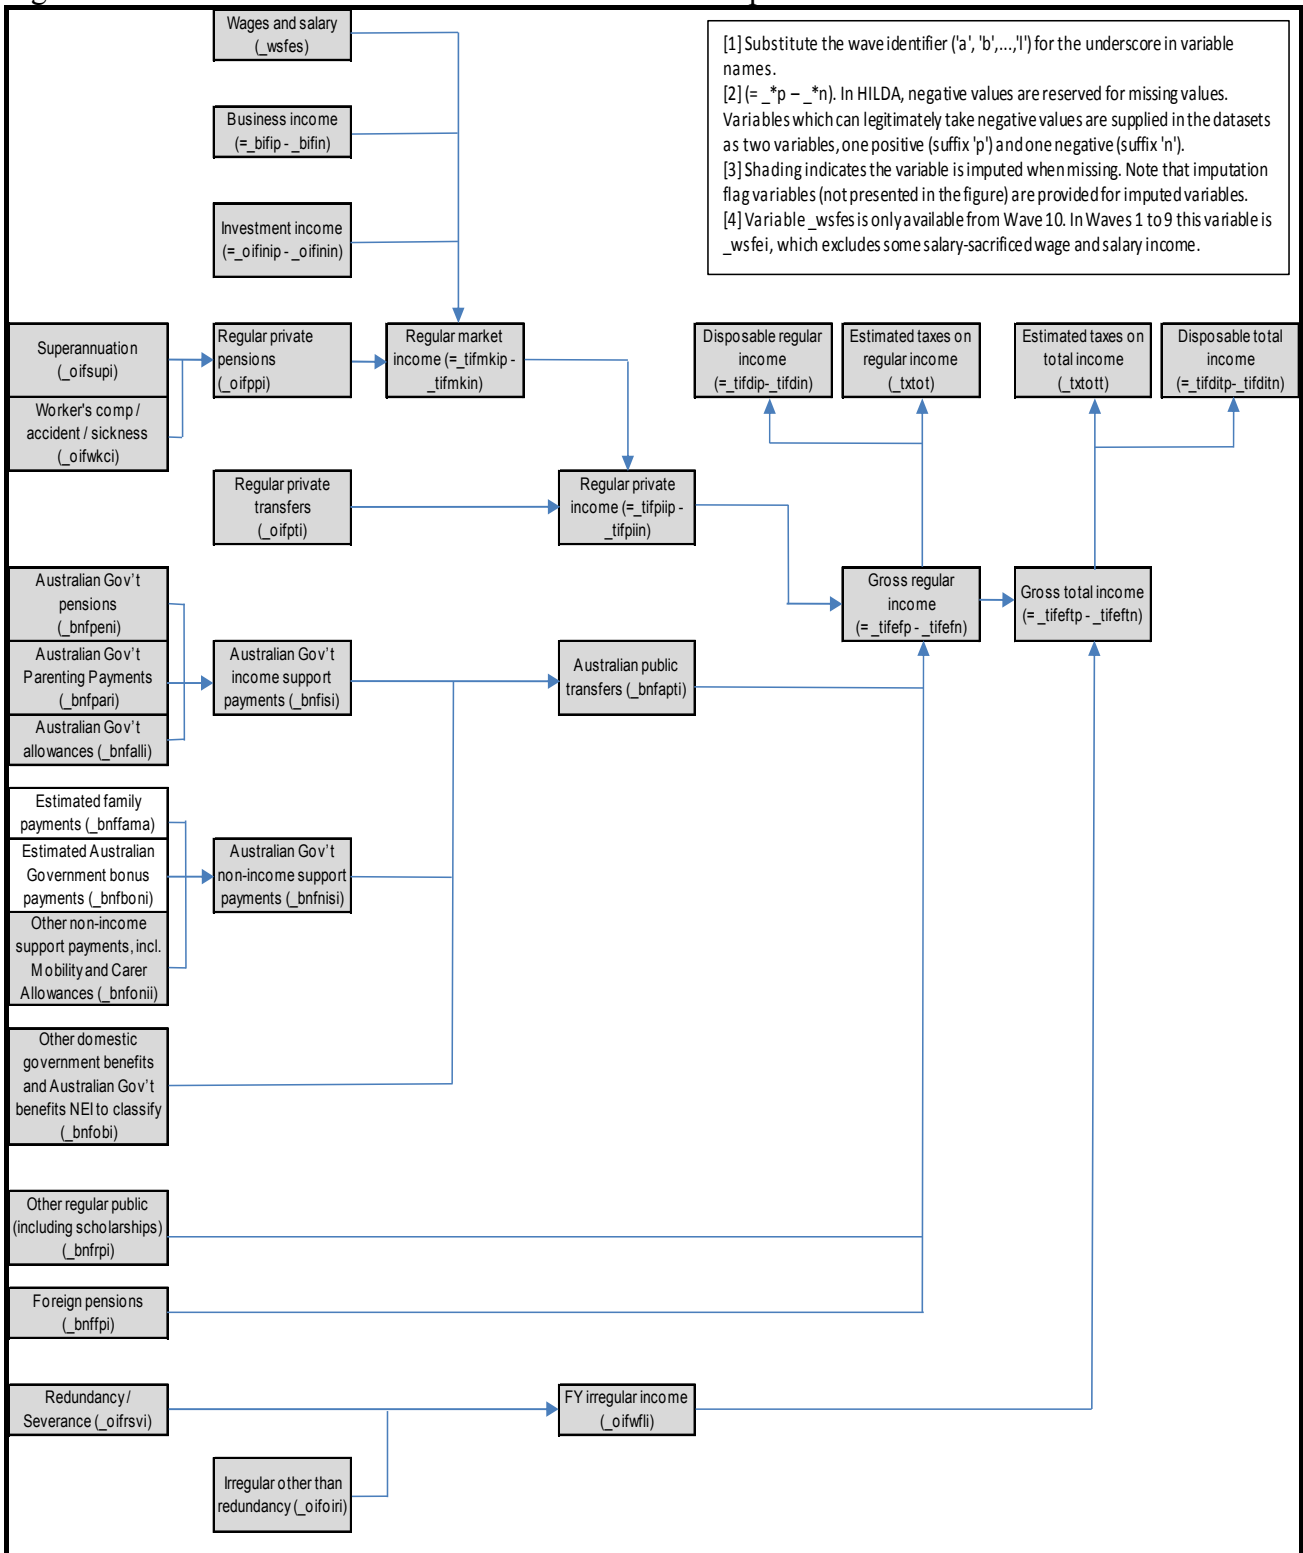 Wages and salary
(_wsfes)
[1] Substitute the wave identifier ('a', 'b',...,'l') for the underscore in variable
names.
[2] (= _*p – _*n). In HILDA, negative values are reserved for missing values.
Variables which can legitimately take negative values are supplied in the datasets
as two variables, one positive (suffix 'p') and one negative (suffix 'n').
[3] Shading indicates the variable is imputed when missing. Note that imputation
flag variables (not presented in the figure) are provided for imputed variables.
[4] Variable _wsfes is only available from Wave 10. In Waves 1 to 9 this variable is
_wsfei, which excludes some salary-sacrificed wage and salary income.
Business income
(=_bifip - _bifin)
Investment income
(=_oifinip - _oifinin)
Superannuation
(_oifsupi)
Regular private
pensions
(_oifppi)
Regular market
income (=_tifmkip -
_tifmkin)
Disposable regular
income
(=_tifdip-_tifdin)
Estimated taxes on
regular income
(_txtot)
Estimated taxes on
total income
(_txtott)
Disposable total
income
(=_tifditp-_tifditn)
Worker's comp /
accident / sickness
(_oifwkci)
Regular private
transfers
(_oifpti)
Regular private
income (=_tifpiip -
_tifpiin)
Australian Gov't
pensions
(_bnfpeni)
Gross regular
income
(= _tifefp - _tifefn)
Gross total income
(= _tifeftp - _tifeftn)
Australian Gov't
Parenting Payments
(_bnfpari)
Australian Gov't
income support
payments (_bnfisi)
Australian public
transfers (_bnfapti)
Australian Gov't
allowances (_bnfalli)
Estimated family
payments (_bnffama)
Estimated Australian
Government bonus
payments (_bnfboni)
Australian Gov't
non-income support
payments (_bnfnisi)
Other non-income
support payments, incl.
Mobility and Carer
Allowances (_bnfonii)
Other domestic
government benefits
and Australian Gov't
benefits NEI to classify
(_bnfobi)
Other regular public
(including scholarships)
(_bnfrpi)
Foreign pensions
(_bnffpi)
Redundancy /
Severance (_oifrsvi)
FY irregular income
(_oifwfli)
Irregular other than
redundancy (_oifoiri)